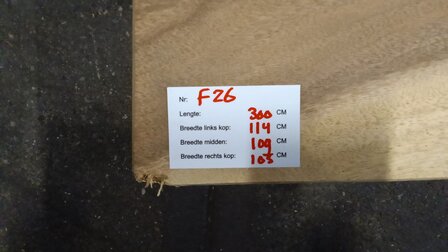 Nr: F26
Lengte: 300 CM
Breedte links kop: 114 CM
Breedte midden: 109 CM
Breedte rechts kop: 105 CM